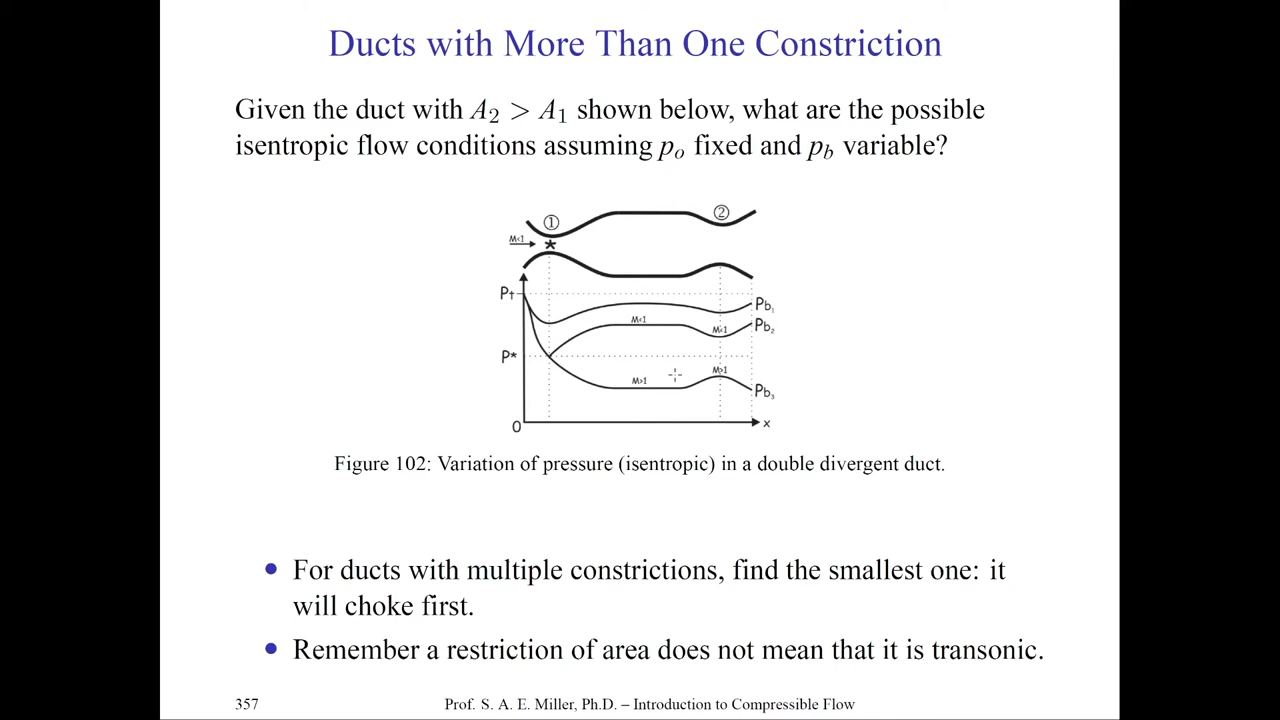 Ducts with More Than One Constriction
Given the duct with A₂ > A₁ shown below, what are the possible
isentropic flow conditions assuming pₒ fixed and p_b variable?
①
②
M<1
*
Pt
Pb₁
M<1
M<1
Pb₂
P*
M>1
M>1
Pb₃
0
x
Figure 102: Variation of pressure (isentropic) in a double divergent duct.
• For ducts with multiple constrictions, find the smallest one: it
will choke first.
• Remember a restriction of area does not mean that it is transonic.
357
Prof. S. A. E. Miller, Ph.D. – Introduction to Compressible Flow